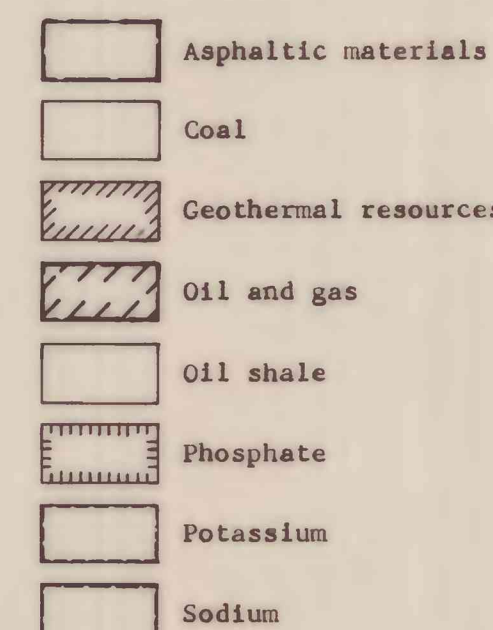 Asphaltic materials
Coal
Geothermal resources
Oil and gas
Oil shale
Phosphate
Potassium
Sodium